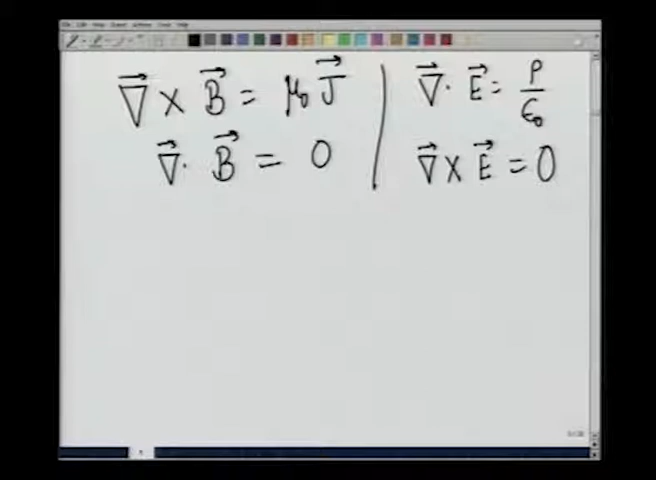 ∇⃗ × B⃗ = μ₀ J⃗
∇⃗ · B⃗ = 0
∇⃗ · E⃗ = ρ/ε₀
∇⃗ × E⃗ = 0